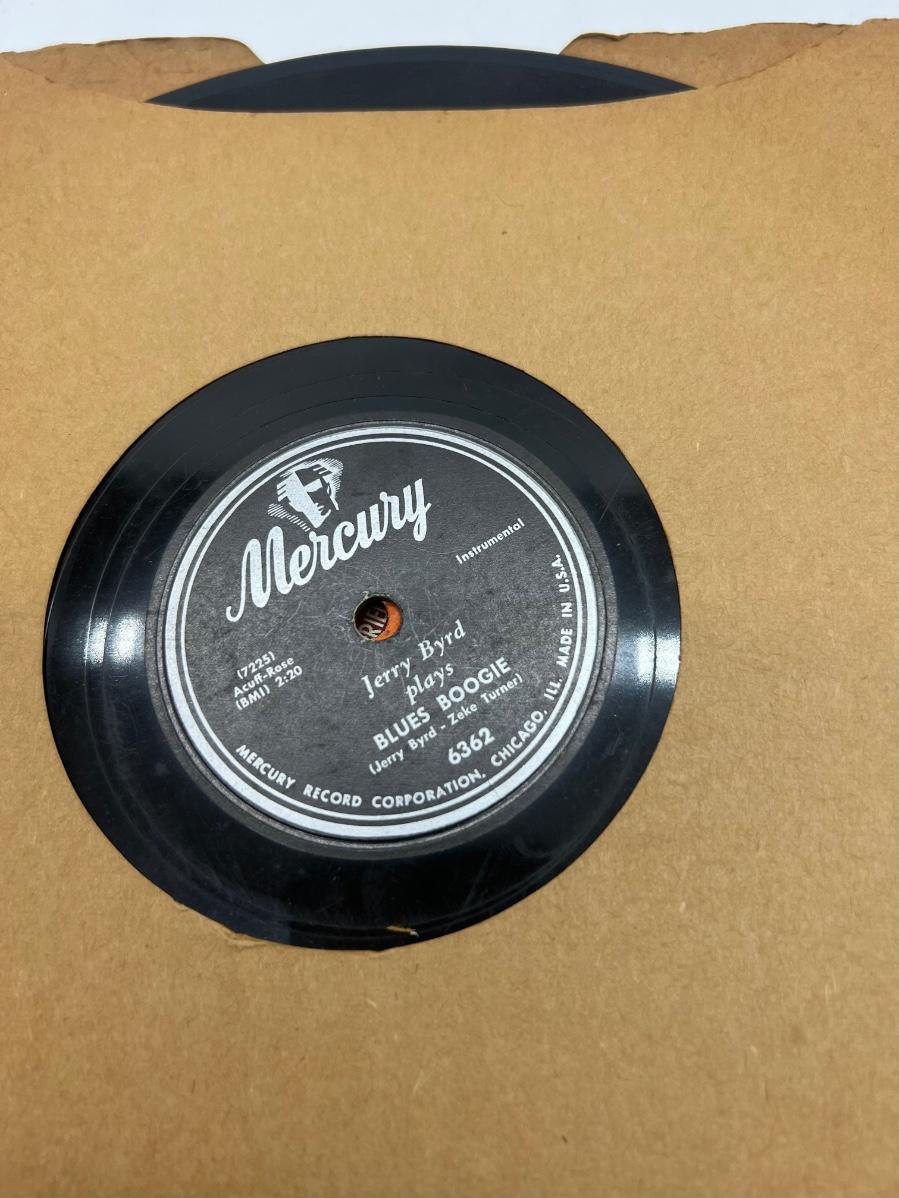 Mercury
Instrumental
(7225)
Acuff-Rose
(BMI) 2:20
Jerry Byrd
plays
BLUES BOOGIE
(Jerry Byrd - Zeke Turner)
6362
MERCURY RECORD CORPORATION, CHICAGO, ILL. MADE IN U.S.A.